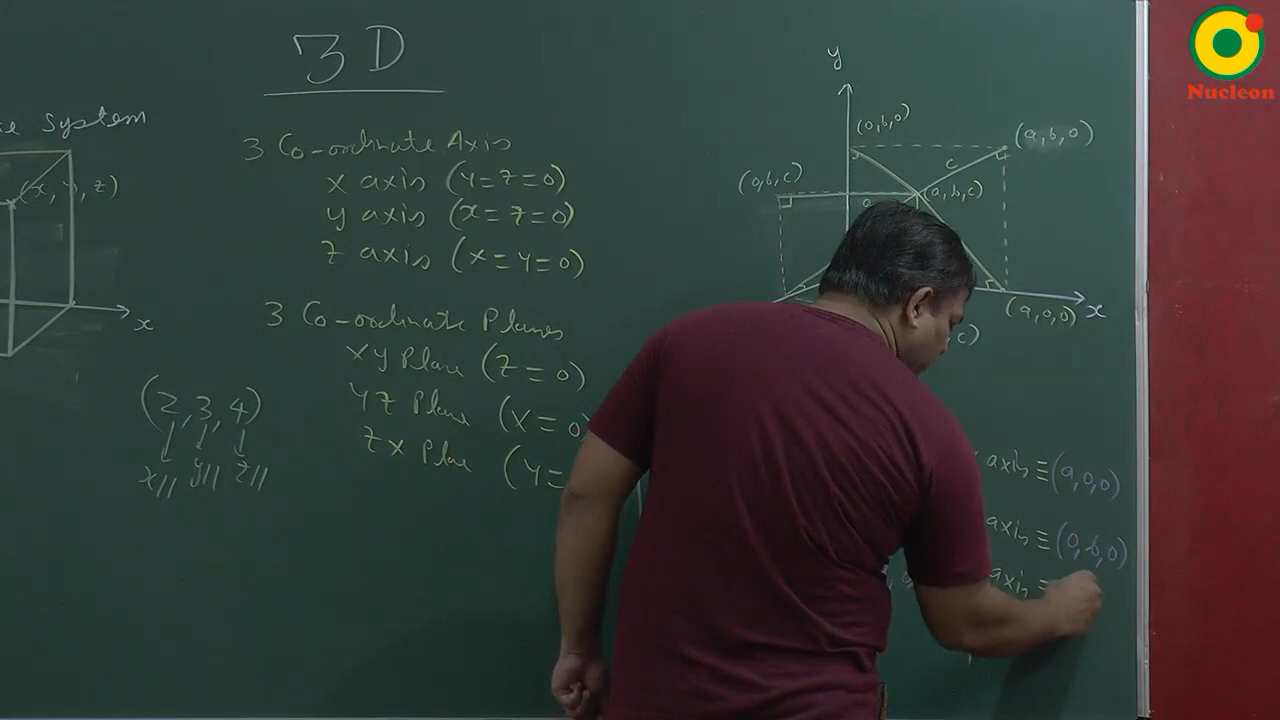 3D
System
(x, y, z)
x
(2, 3, 4)
x// y// z//
3 Co-ordinate Axis
x axis (y=z=0)
y axis (x=z=0)
z axis (x=y=0)
3 Co-ordinate Planes
xy Plane (z=0)
yz Plane (x=0)
zx Plane (y=
y
(0,b,0)
(a,b,0)
c
(0,b,c)
a
(a,b,c)
(a,0,0)
x
c)
axis ≡ (a,0,0)
axis ≡ (0,b,0)
axis ≡
Nucleon